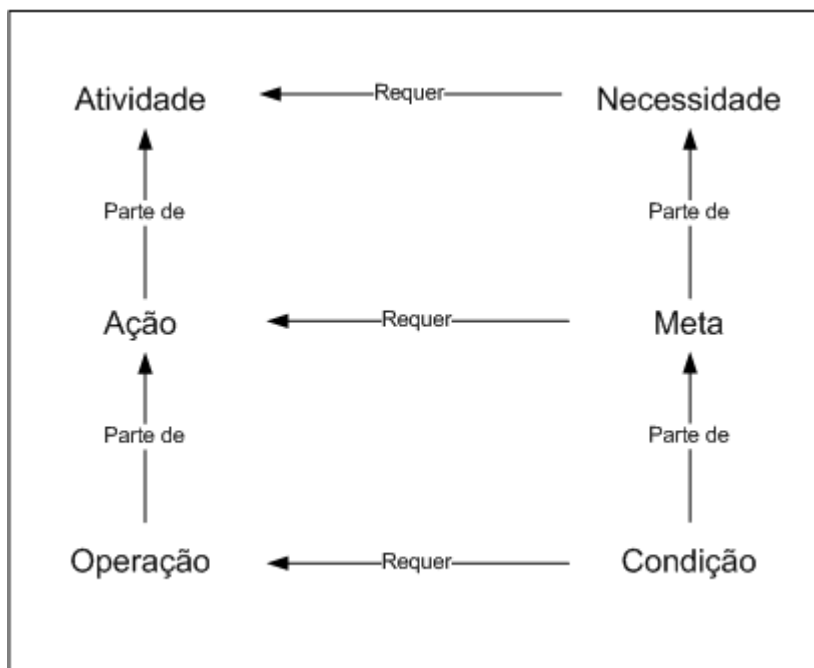 Atividade
Requer
Necessidade
Parte de
Parte de
Ação
Requer
Meta
Parte de
Parte de
Operação
Requer
Condição